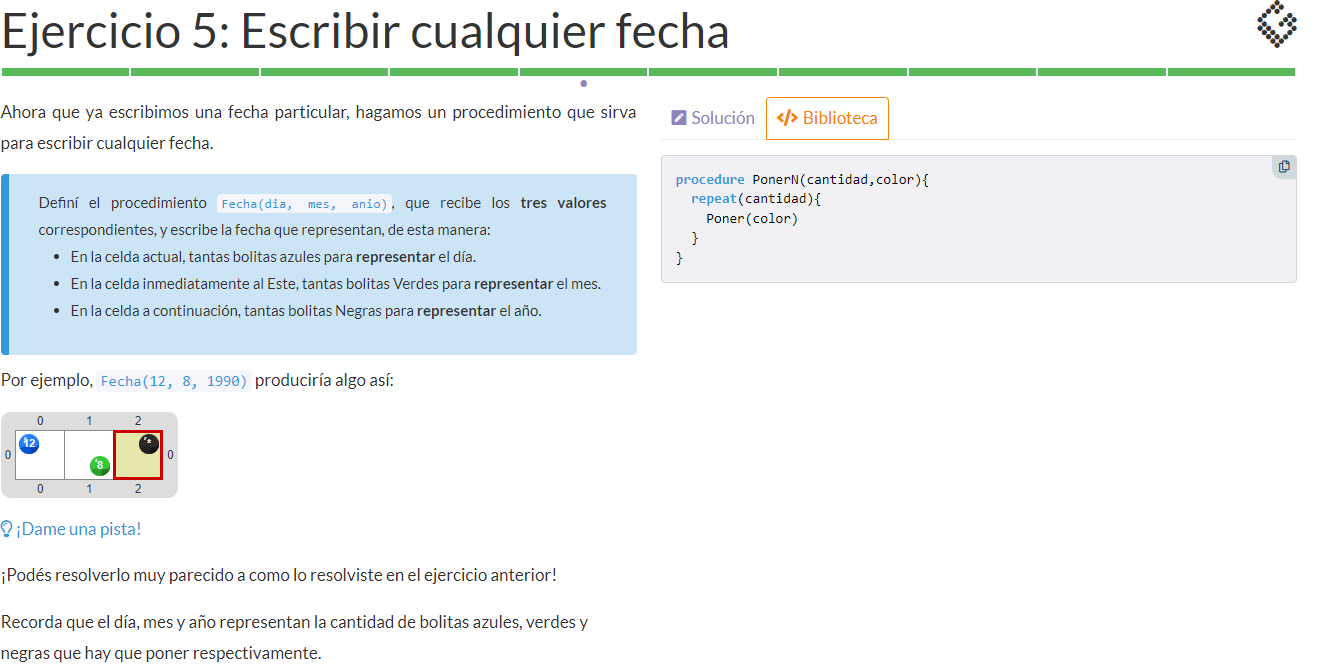 Ejercicio 5: Escribir cualquier fecha
Ahora que ya escribimos una fecha particular, hagamos un procedimiento que sirva
para escribir cualquier fecha.
Definí el procedimiento Fecha(dia, mes, anio), que recibe los tres valores
correspondientes, y escribe la fecha que representan, de esta manera:
• En la celda actual, tantas bolitas azules para representar el día.
• En la celda inmediatamente al Este, tantas bolitas Verdes para representar el mes.
• En la celda a continuación, tantas bolitas Negras para representar el año.
Por ejemplo, Fecha(12, 8, 1990) produciría algo así:
0 1 2
12 *
0 0
8
0 1 2
¡Dame una pista!
¡Podés resolverlo muy parecido a como lo resolviste en el ejercicio anterior!
Recorda que el día, mes y año representan la cantidad de bolitas azules, verdes y
negras que hay que poner respectivamente.
Solución </> Biblioteca
procedure PonerN(cantidad,color){
repeat(cantidad){
Poner(color)
}
}